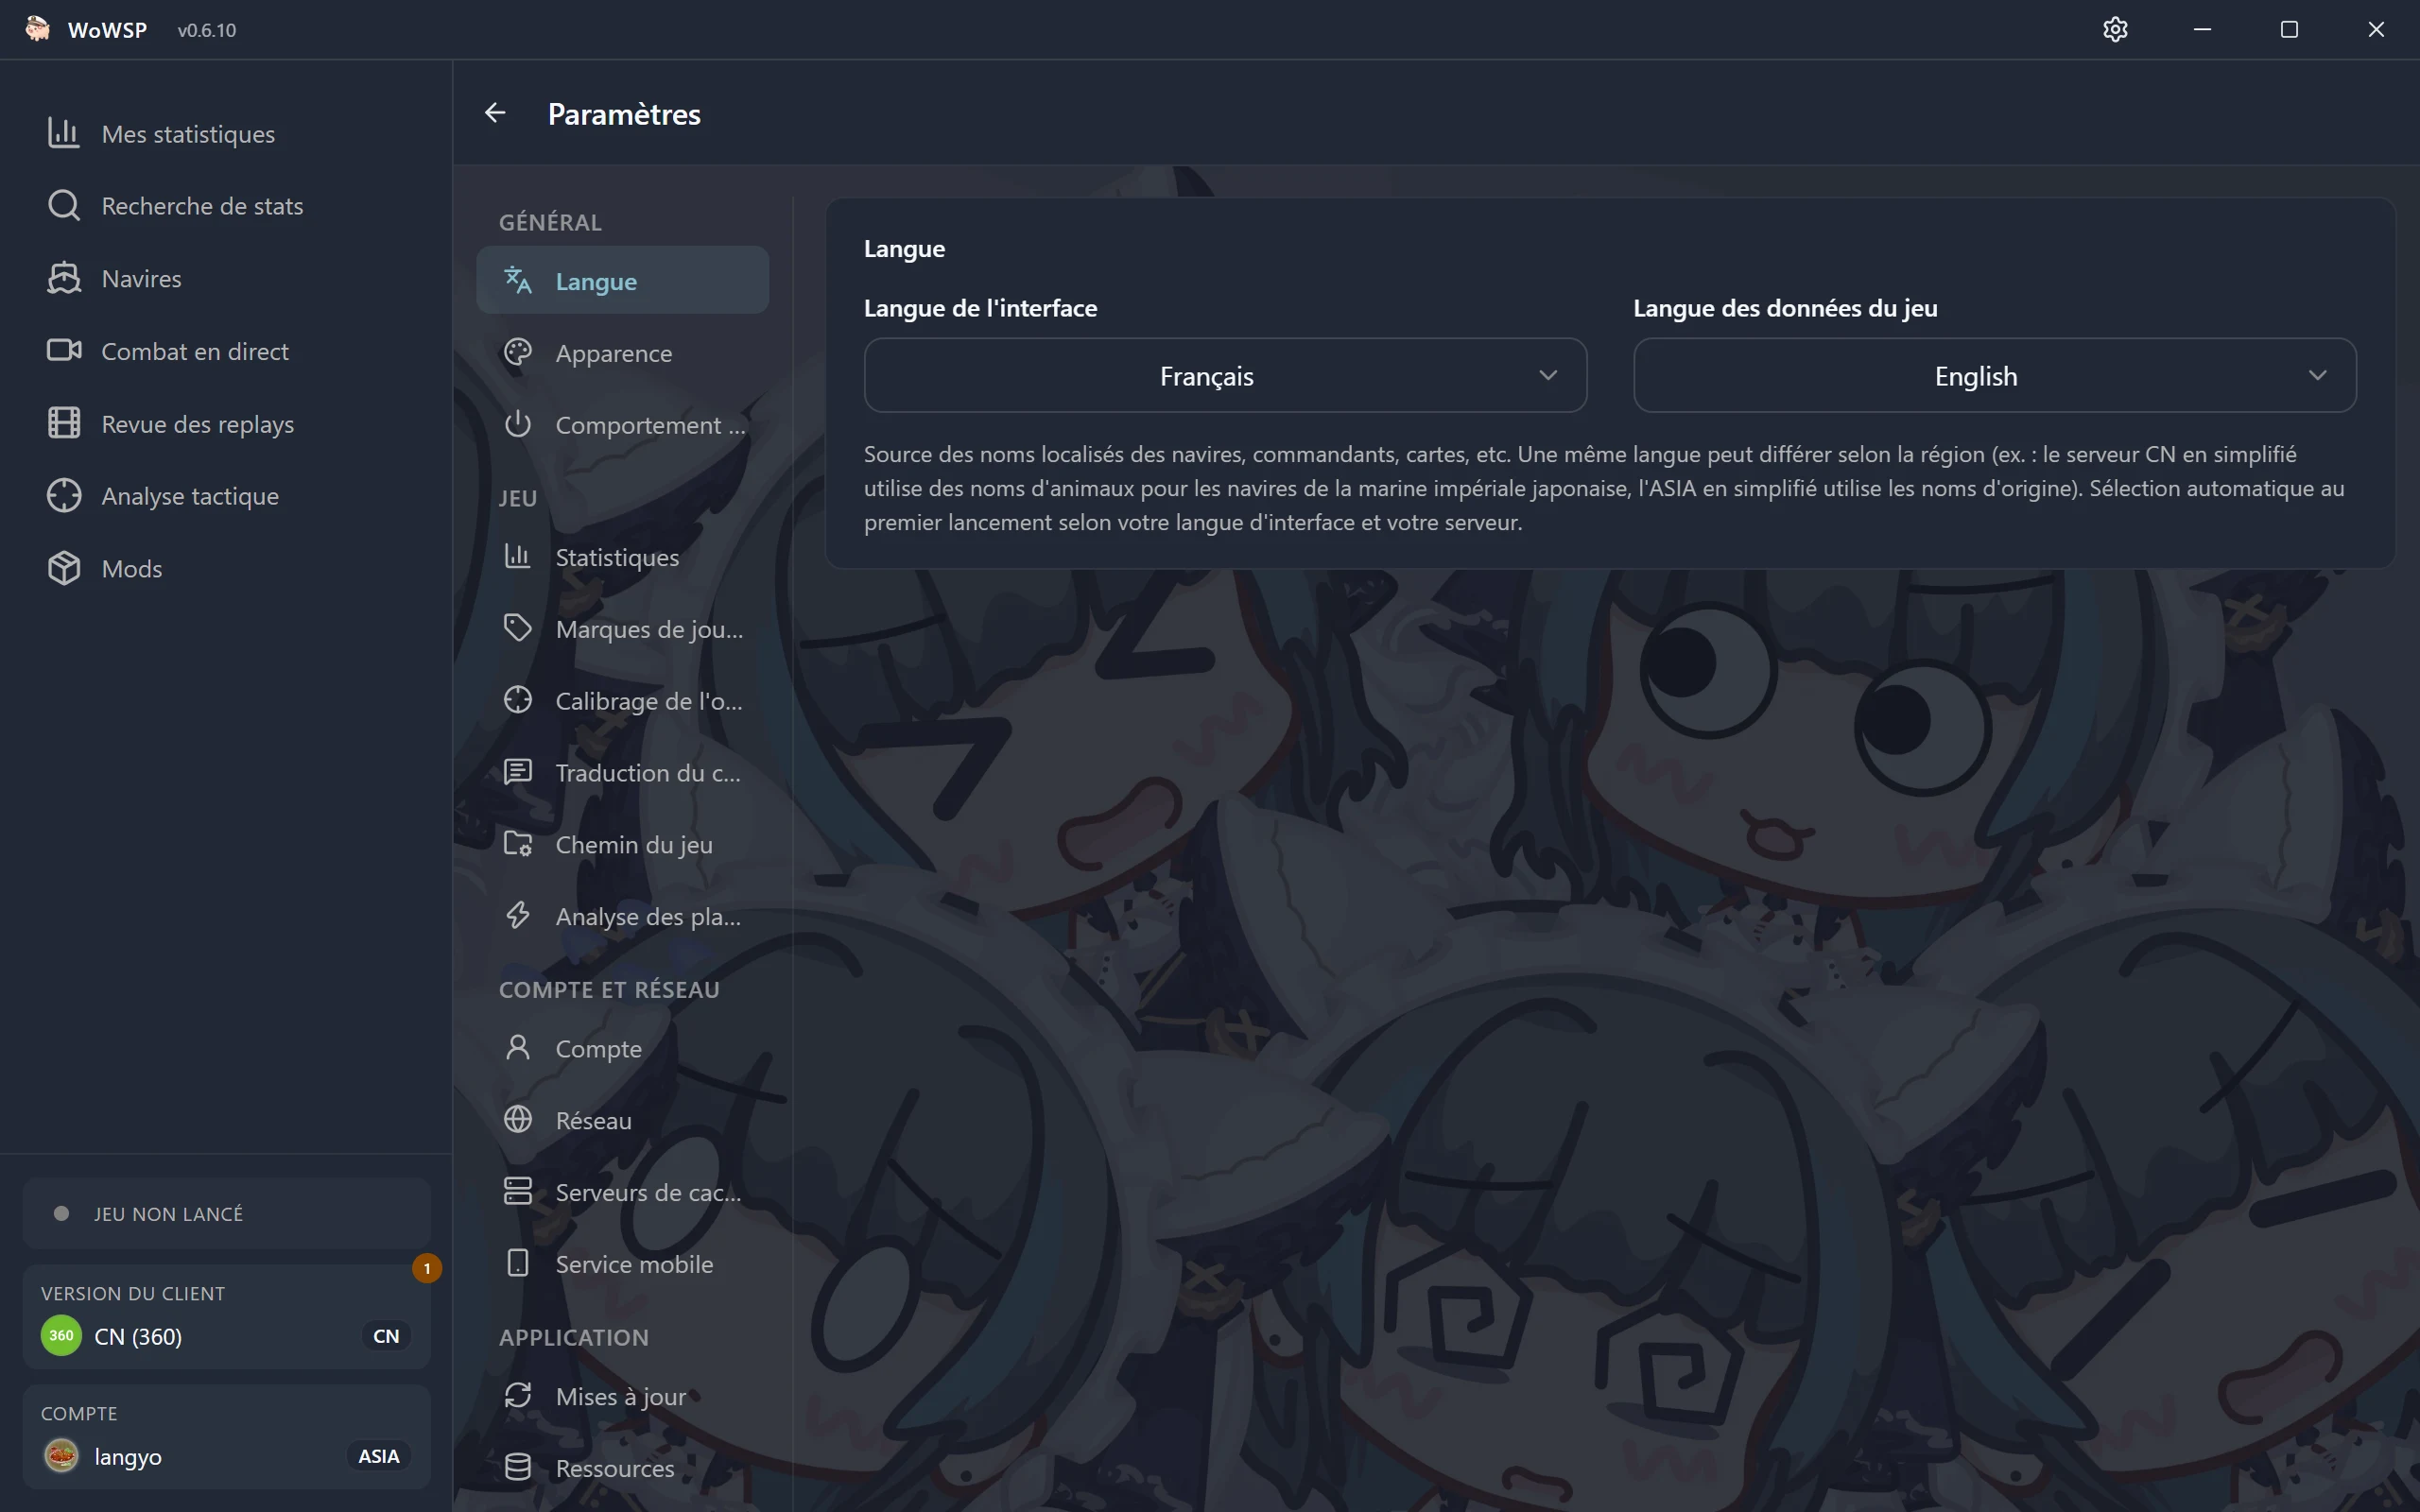 WoWSP v0.6.10
Mes statistiques
Recherche de stats
Navires
Combat en direct
Revue des replays
Analyse tactique
Mods
JEU NON LANCÉ
1
VERSION DU CLIENT
360 CN (360) CN
COMPTE
langyo ASIA
Paramètres
GÉNÉRAL
Langue
Apparence
Comportement ...
JEU
Statistiques
Marques de jou...
Calibrage de l'o...
Traduction du c...
Chemin du jeu
Analyse des pla...
COMPTE ET RÉSEAU
Compte
Réseau
Serveurs de cac...
Service mobile
APPLICATION
Mises à jour
Ressources
Langue
Langue de l'interface
Français
Langue des données du jeu
English
Source des noms localisés des navires, commandants, cartes, etc. Une même langue peut différer selon la région (ex. : le serveur CN en simplifié
utilise des noms d'animaux pour les navires de la marine impériale japonaise, l'ASIA en simplifié utilise les noms d'origine). Sélection automatique au
premier lancement selon votre langue d'interface et votre serveur.